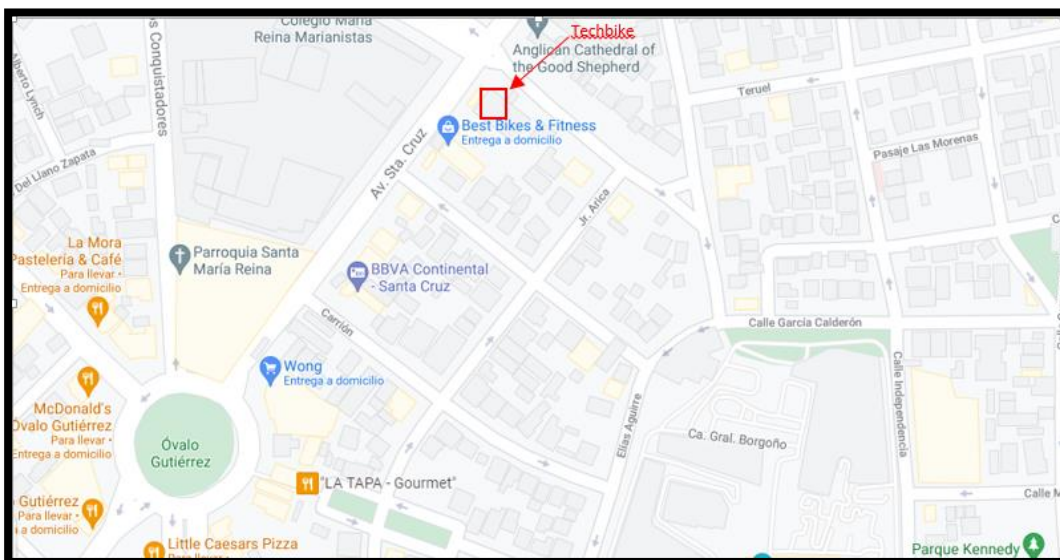 Colegio María
Reina Marianistas
Techbike
Anglican Cathedral of
the Good Shepherd
os Conquistadores
Alberto Lynch
Teruel
Best Bikes & Fitness
Entrega a domicilio
Av. Sta. Cruz
Pasaje Las Morenas
Del Llano Zapata
Jr. Arica
La Mora
Pastelería & Café
Para llevar •
Entrega a domicilio
Parroquia Santa
María Reina
BBVA Continental
- Santa Cruz
Carrión
Calle García Calderón
Wong
Entrega a domicilio
Calle Independencia
McDonald's
Óvalo Gutiérrez
Para llevar •
Entrega a domicilio
Óvalo
Gutiérrez
Elías Aguirre
Ca. Gral. Borgoño
"LA TAPA - Gourmet"
Gutiérrez
Para llevar •
a domicilio
Calle M
Little Caesars Pizza
Para llevar •
Parque Kennedy